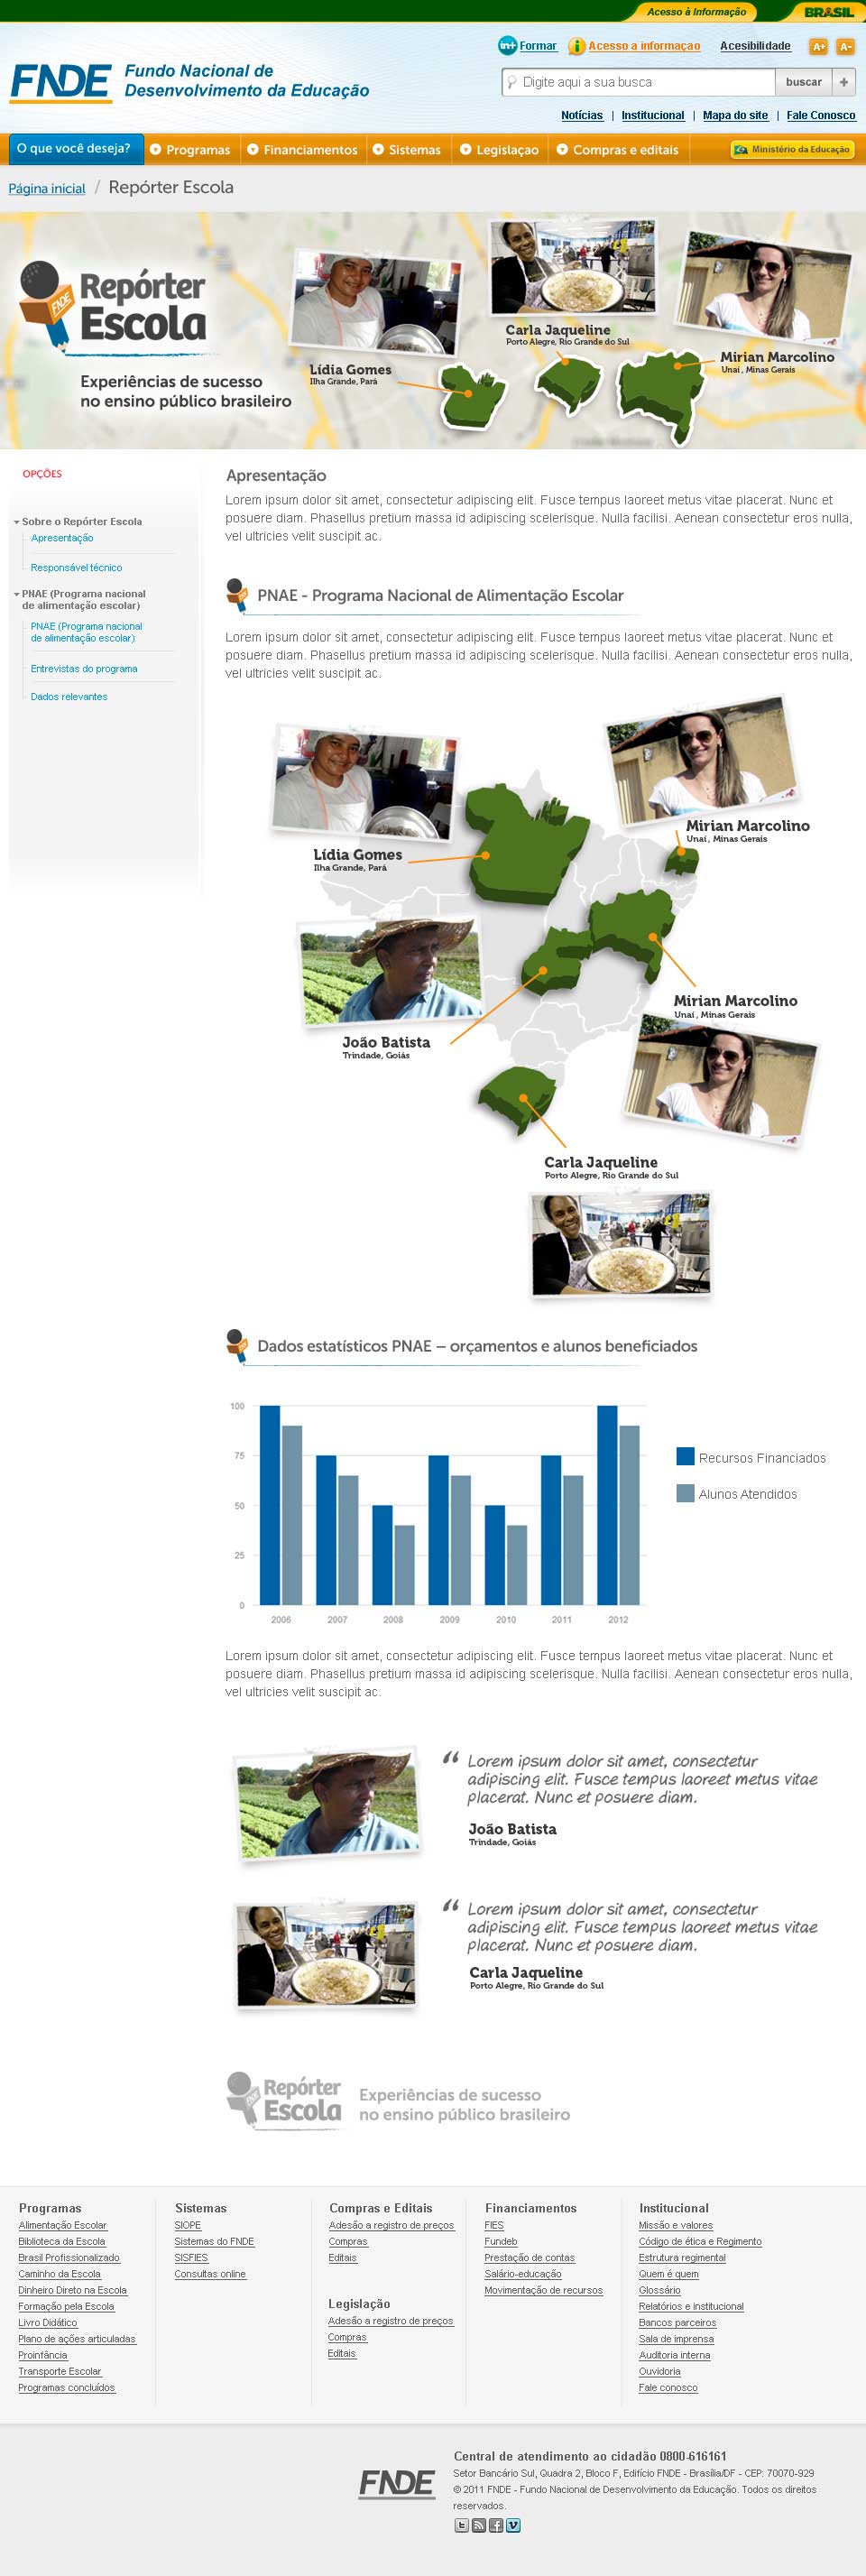 Acesso à Informação
BRASIL
Formar
Acesso a informaçao
Acesibilidade
A+
A-
FNDE
Fundo Nacional de
Desenvolvimento da Educação
Digite aqui a sua busca
buscar
+
Notícias | Institucional | Mapa do site | Fale Conosco
O que você deseja?
Programas
Financiamentos
Sistemas
Legislaçao
Compras e editais
Ministério da Educação
Página inicial / Repórter Escola
FNDE
Repórter
Escola
Experiências de sucesso
no ensino público brasileiro
Lídia Gomes
Ilha Grande, Pará
Carla Jaqueline
Porto Alegre, Rio Grande do Sul
Mirian Marcolino
Unaí, Minas Gerais
OPÇÕES
Sobre o Repórter Escola
Apresentação
Responsável técnico
PNAE (Programa nacional
de alimentação escolar)
PNAE (Programa nacional
de alimentação escolar)
Entrevistas do programa
Dados relevantes
Apresentação
Lorem ipsum dolor sit amet, consectetur adipiscing elit. Fusce tempus laoreet metus vitae placerat. Nunc et
posuere diam. Phasellus pretium massa id adipiscing scelerisque. Nulla facilisi. Aenean consectetur eros nulla,
vel ultricies velit suscipit ac.
PNAE - Programa Nacional de Alimentação Escolar
Lorem ipsum dolor sit amet, consectetur adipiscing elit. Fusce tempus laoreet metus vitae placerat. Nunc et
posuere diam. Phasellus pretium massa id adipiscing scelerisque. Nulla facilisi. Aenean consectetur eros nulla,
vel ultricies velit suscipit ac.
Mirian Marcolino
Unaí, Minas Gerais
Lídia Gomes
Ilha Grande, Pará
Mirian Marcolino
Unaí, Minas Gerais
João Batista
Trindade, Goiás
Carla Jaqueline
Porto Alegre, Rio Grande do Sul
Dados estatísticos PNAE – orçamentos e alunos beneficiados
100
75
50
25
0
2006 2007 2008 2009 2010 2011 2012
Recursos Financiados
Alunos Atendidos
Lorem ipsum dolor sit amet, consectetur adipiscing elit. Fusce tempus laoreet metus vitae placerat. Nunc et
posuere diam. Phasellus pretium massa id adipiscing scelerisque. Nulla facilisi. Aenean consectetur eros nulla,
vel ultricies velit suscipit ac.
“ Lorem ipsum dolor sit amet, consectetur
adipiscing elit. Fusce tempus laoreet metus vitae
placerat. Nunc et posuere diam.
João Batista
Trindade, Goiás
“ Lorem ipsum dolor sit amet, consectetur
adipiscing elit. Fusce tempus laoreet metus vitae
placerat. Nunc et posuere diam.
Carla Jaqueline
Porto Alegre, Rio Grande do Sul
Repórter
Escola
Experiências de sucesso
no ensino público brasileiro
Programas
Alimentação Escolar
Biblioteca da Escola
Brasil Profissionalizado
Caminho da Escola
Dinheiro Direto na Escola
Formação pela Escola
Livro Didático
Plano de ações articuladas
Proinfância
Transporte Escolar
Programas concluídos
Sistemas
SIOPE
Sistemas do FNDE
SISFIES
Consultas online
Compras e Editais
Adesão a registro de preços
Compras
Editais
Legislação
Adesão a registro de preços
Compras
Editais
Financiamentos
FIES
Fundeb
Prestação de contas
Salário-educação
Movimentação de recursos
Institucional
Missão e valores
Código de ética e Regimento
Estrutura regimental
Quem é quem
Glossário
Relatórios e institucional
Bancos parceiros
Sala de imprensa
Auditoria interna
Ouvidoria
Fale conosco
FNDE
Central de atendimento ao cidadão 0800-616161
Setor Bancário Sul, Quadra 2, Bloco F, Edifício FNDE - Brasília/DF - CEP: 70070-929
© 2011 FNDE - Fundo Nacional de Desenvolvimento da Educação. Todos os direitos
reservados.